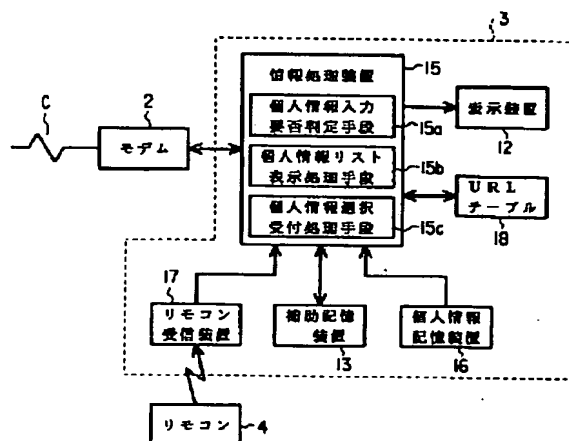 3
C
2
モデム
情報処理装置
15
個人情報入力
要否判定手段
15a
個人情報リスト
表示処理手段
15b
個人情報選択
受付処理手段
15c
表示装置
12
URL
テーブル
18
17
リモコン
受信装置
補助記憶
装置
13
個人情報
記憶装置
16
リモコン
4